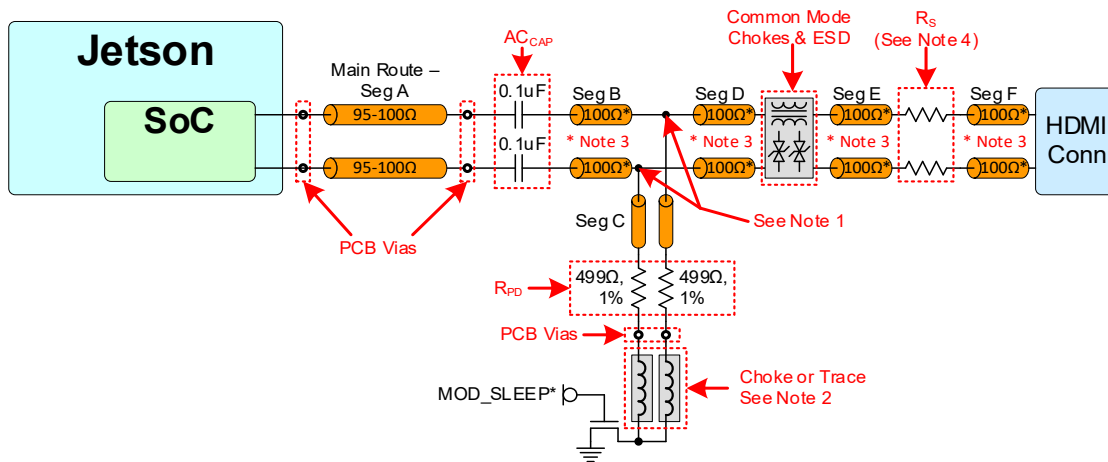 Jetson
SoC
Main Route –
Seg A
95-100Ω
95-100Ω
PCB Vias
ACCAP
0.1uF
0.1uF
Seg B
100Ω*
* Note 3
100Ω*
Seg D
100Ω*
* Note 3
100Ω*
Common Mode
Chokes & ESD
Seg E
100Ω*
* Note 3
100Ω*
RS
(See Note 4)
Seg F
100Ω*
* Note 3
100Ω*
HDMI
Conn
Seg C
See Note 1
RPD
499Ω,
1%
499Ω,
1%
PCB Vias
Choke or Trace
See Note 2
MOD_SLEEP*